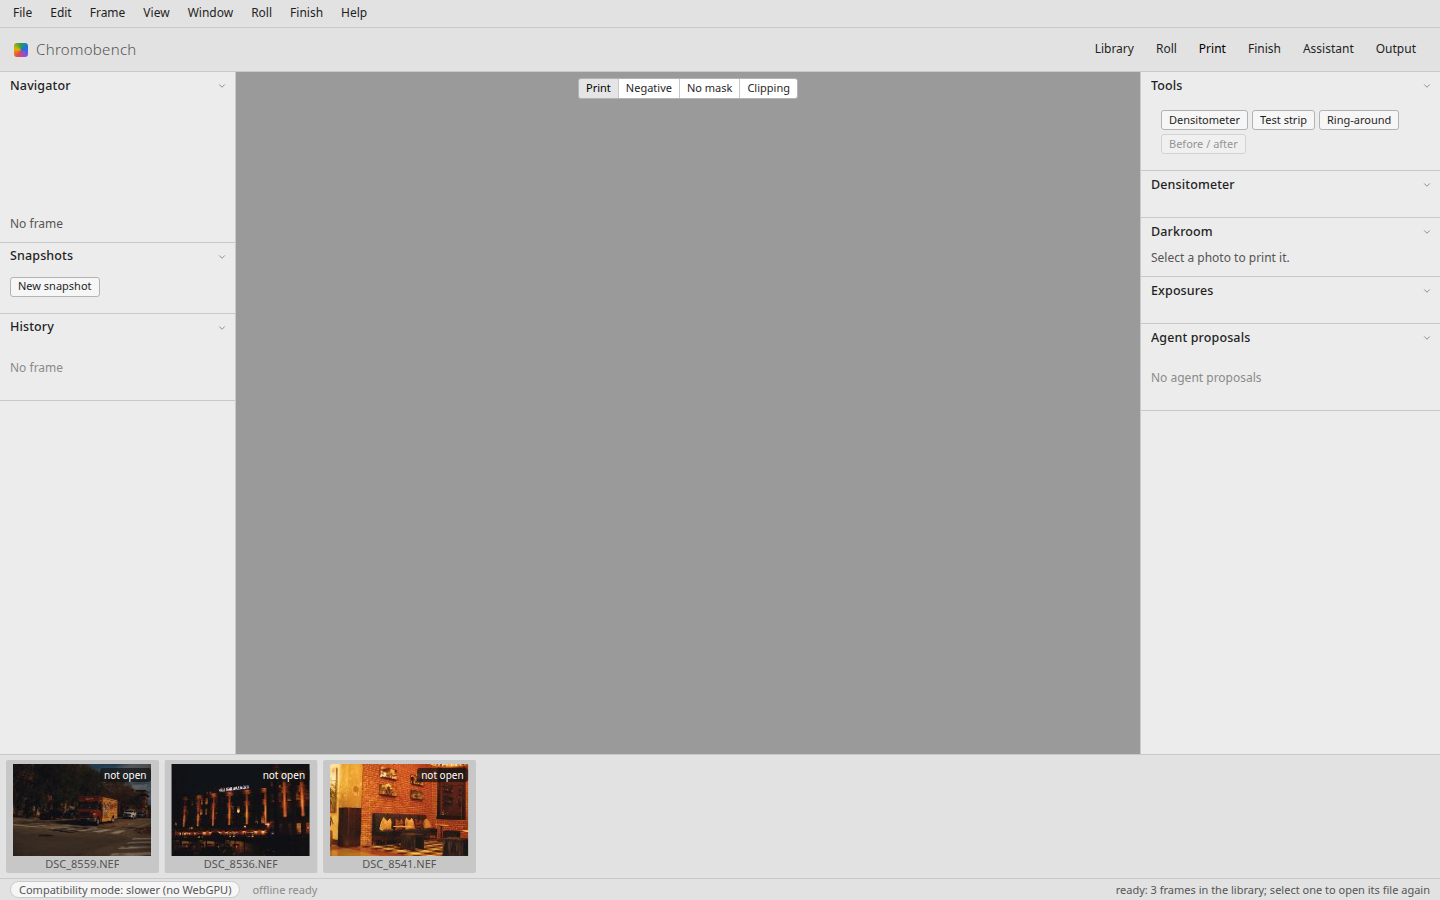 File Edit Frame View Window Roll Finish Help
Chromobench
Library Roll Print Finish Assistant Output
Navigator
No frame
Snapshots
New snapshot
History
No frame
Print Negative No mask Clipping
Tools
Densitometer Test strip Ring-around
Before / after
Densitometer
Darkroom
Select a photo to print it.
Exposures
Agent proposals
No agent proposals
not open
DSC_8559.NEF
not open
DSC_8536.NEF
not open
DSC_8541.NEF
Compatibility mode: slower (no WebGPU) offline ready
ready: 3 frames in the library; select one to open its file again